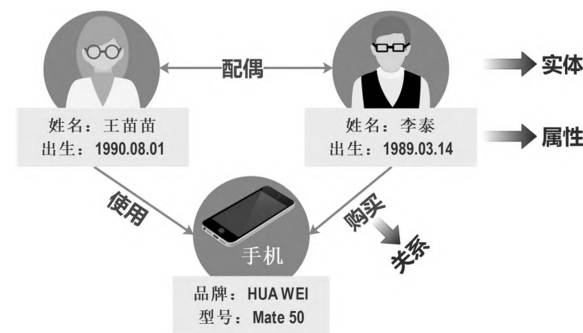 配偶
实体
姓名：王苗苗
出生：1990.08.01
姓名：李泰
出生：1989.03.14
属性
使用
购买
关系
手机
品牌：HUA WEI
型号：Mate 50